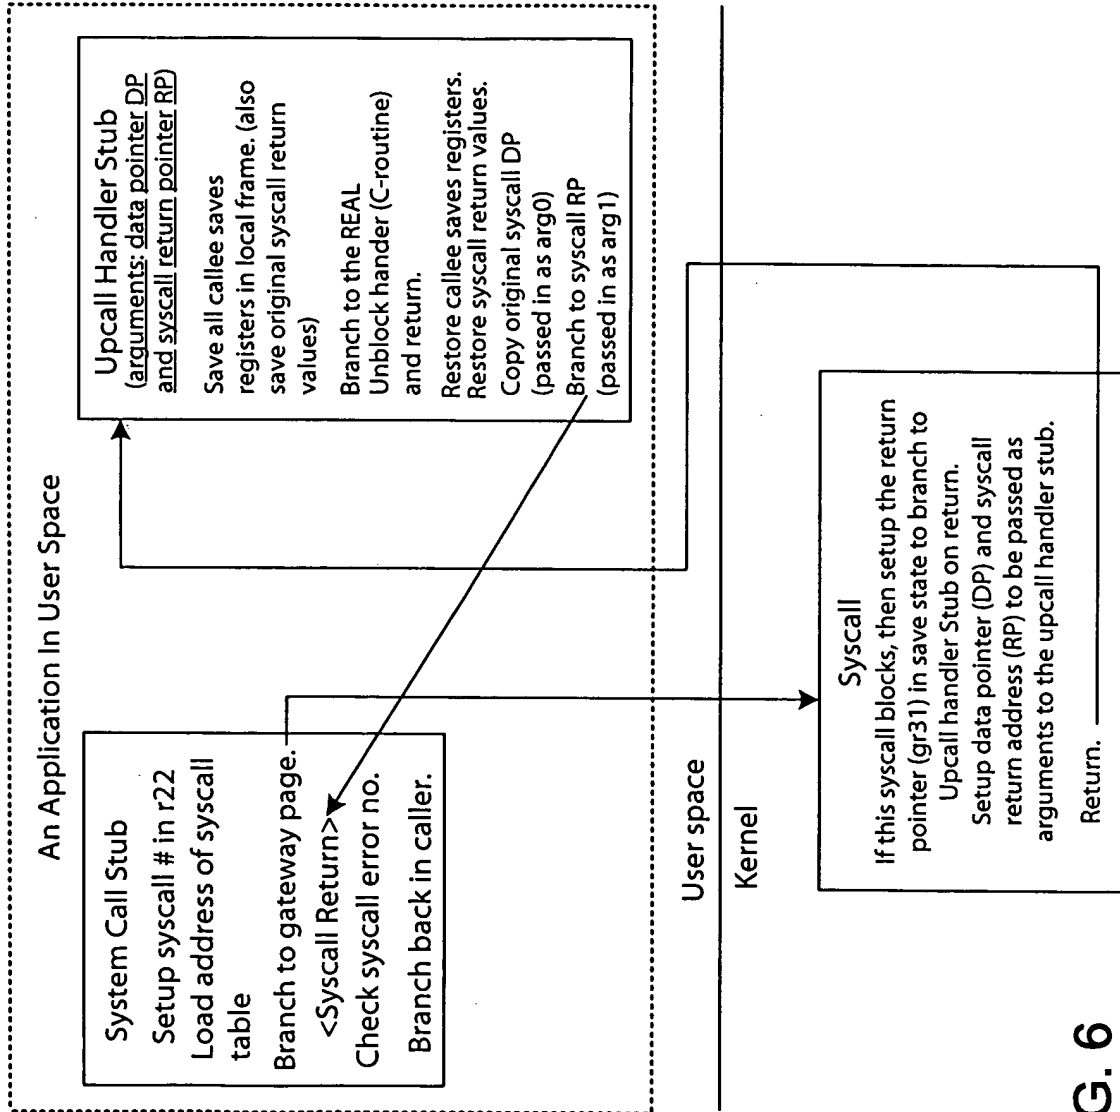 An Application In User Space
System Call Stub
Setup syscall # in r22
Load address of syscall
table
Branch to gateway page.
<Syscall Return>
Check syscall error no.
Branch back in caller.
Upcall Handler Stub
(arguments: data pointer DP
and syscall return pointer RP)
Save all callee saves
registers in local frame. (also
save original syscall return
values)
Branch to the REAL
Unblock hander (C-routine)
and return.
Restore callee saves registers.
Restore syscall return values.
Copy original syscall DP
(passed in as arg0)
Branch to syscall RP
(passed in as arg1)
User space
Kernel
Syscall
If this syscall blocks, then setup the return
pointer (gr31) in save state to branch to
Upcall handler Stub on return.
Setup data pointer (DP) and syscall
return address (RP) to be passed as
arguments to the upcall handler stub.
Return.
G. 6